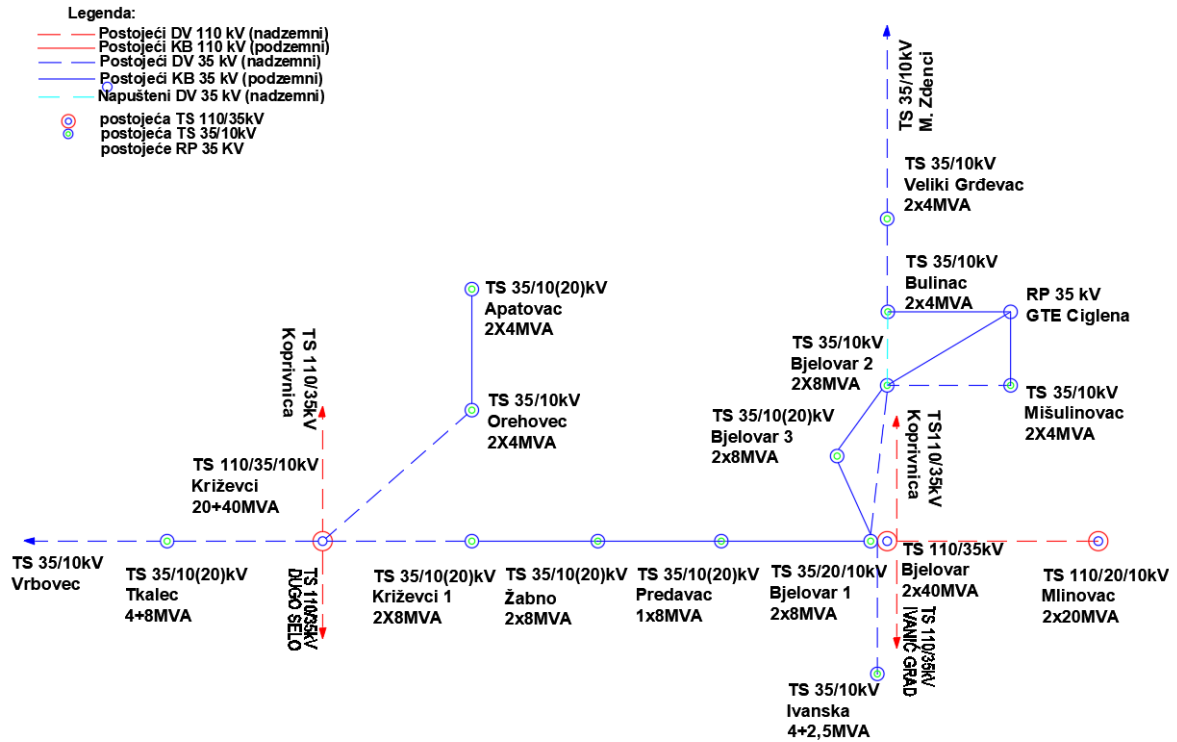 Legenda:
Postojeći DV 110 kV (nadzemni)
Postojeći KB 110 kV (podzemni)
Postojeći DV 35 kV (nadzemni)
Postojeći KB 35 kV (podzemni)
Napušteni DV 35 kV (nadzemni)
postojeća TS 110/35kV
postojeća TS 35/10kV
postojeće RP 35 KV
TS 35/10kV
M. Zdenci
TS 35/10kV
Veliki Grđevac
2x4MVA
TS 35/10kV
Bulinac
2x4MVA
RP 35 kV
GTE Ciglena
TS 35/10(20)kV
Apatovac
2X4MVA
TS 110/35kV
Koprivnica
TS 35/10kV
Bjelovar 2
2X8MVA
TS 35/10kV
Mišulinovac
2X4MVA
TS 35/10kV
Orehovec
2X4MVA
TS 35/10(20)kV
Bjelovar 3
2x8MVA
TS110/35kV
Koprivnica
TS 110/35/10kV
Križevci
20+40MVA
TS 35/10kV
Vrbovec
TS 35/10(20)kV
Tkalec
4+8MVA
TS 110/35kV
DUGO SELO
TS 35/10(20)kV
Križevci 1
2X8MVA
TS 35/10(20)kV
Žabno
2x8MVA
TS 35/10(20)kV
Predavac
1x8MVA
TS 35/20/10kV
Bjelovar 1
2x8MVA
TS 110/35kV
Bjelovar
2x40MVA
TS 110/20/10kV
Mlinovac
2x20MVA
TS 110/35kV
IVANIĆ GRAD
TS 35/10kV
Ivanska
4+2,5MVA